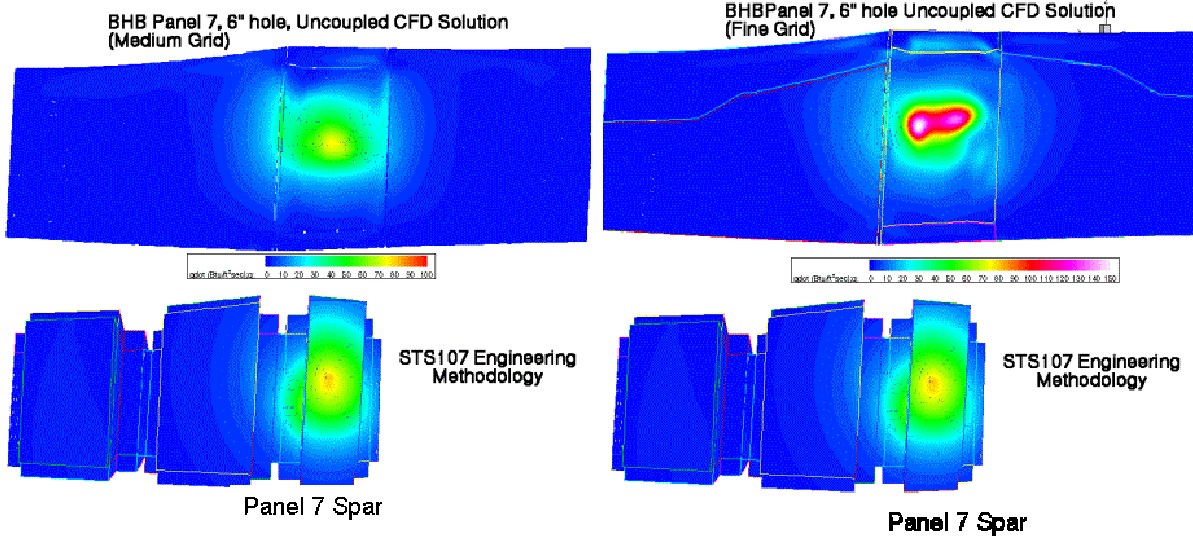 BHB Panel 7, 6" hole, Uncoupled CFD Solution
(Medium Grid)
0 10 20 30 40 50 60 70 80 90 100
STS107 Engineering
Methodology
Panel 7 Spar
BHBPanel 7, 6" hole Uncoupled CFD Solution
(Fine Grid)
0 10 20 30 40 50 60 70 80 90 100 110 120 130 140 150
STS107 Engineering
Methodology
Panel 7 Spar